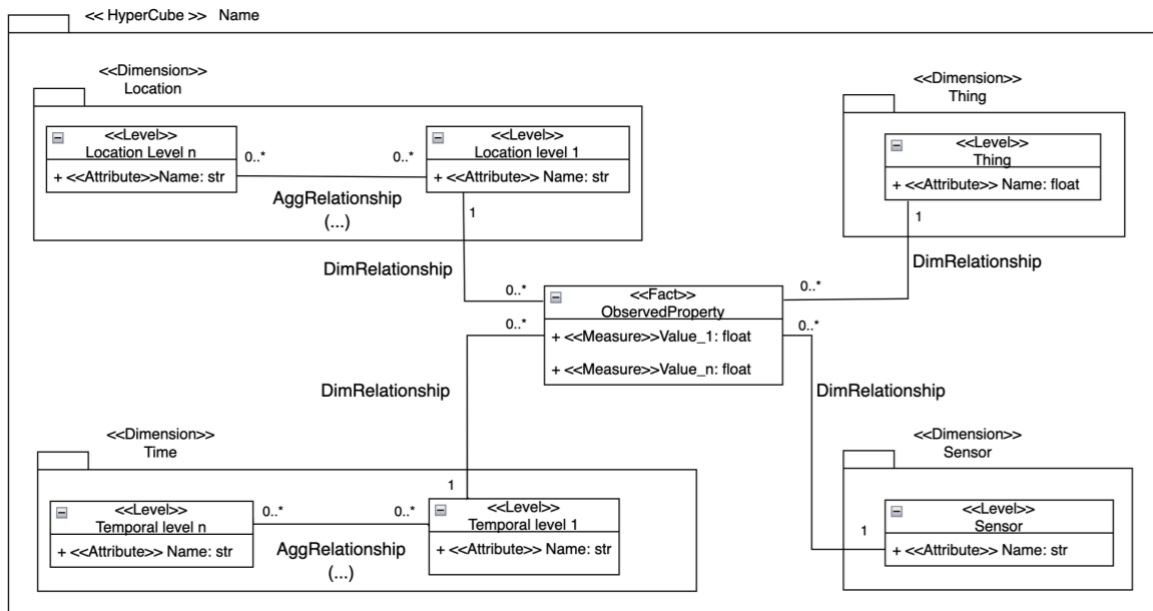 << HyperCube >> Name
<<Dimension>>
Location
<<Level>>
Location Level n
+ <<Attribute>>Name: str
0..*
0..*
<<Level>>
Location level 1
+ <<Attribute>> Name: str
AggRelationship
(...)
1
DimRelationship
0..*
<<Dimension>>
Thing
<<Level>>
Thing
+ <<Attribute>> Name: float
1
DimRelationship
0..*
<<Fact>>
ObservedProperty
+ <<Measure>>Value_1: float
+ <<Measure>>Value_n: float
0..*
0..*
DimRelationship
DimRelationship
<<Dimension>>
Time
1
<<Level>>
Temporal level n
+ <<Attribute>> Name: str
0..*
0..*
<<Level>>
Temporal level 1
+ <<Attribute>> Name: str
AggRelationship
(...)
<<Dimension>>
Sensor
1
<<Level>>
Sensor
+ <<Attribute>> Name: str